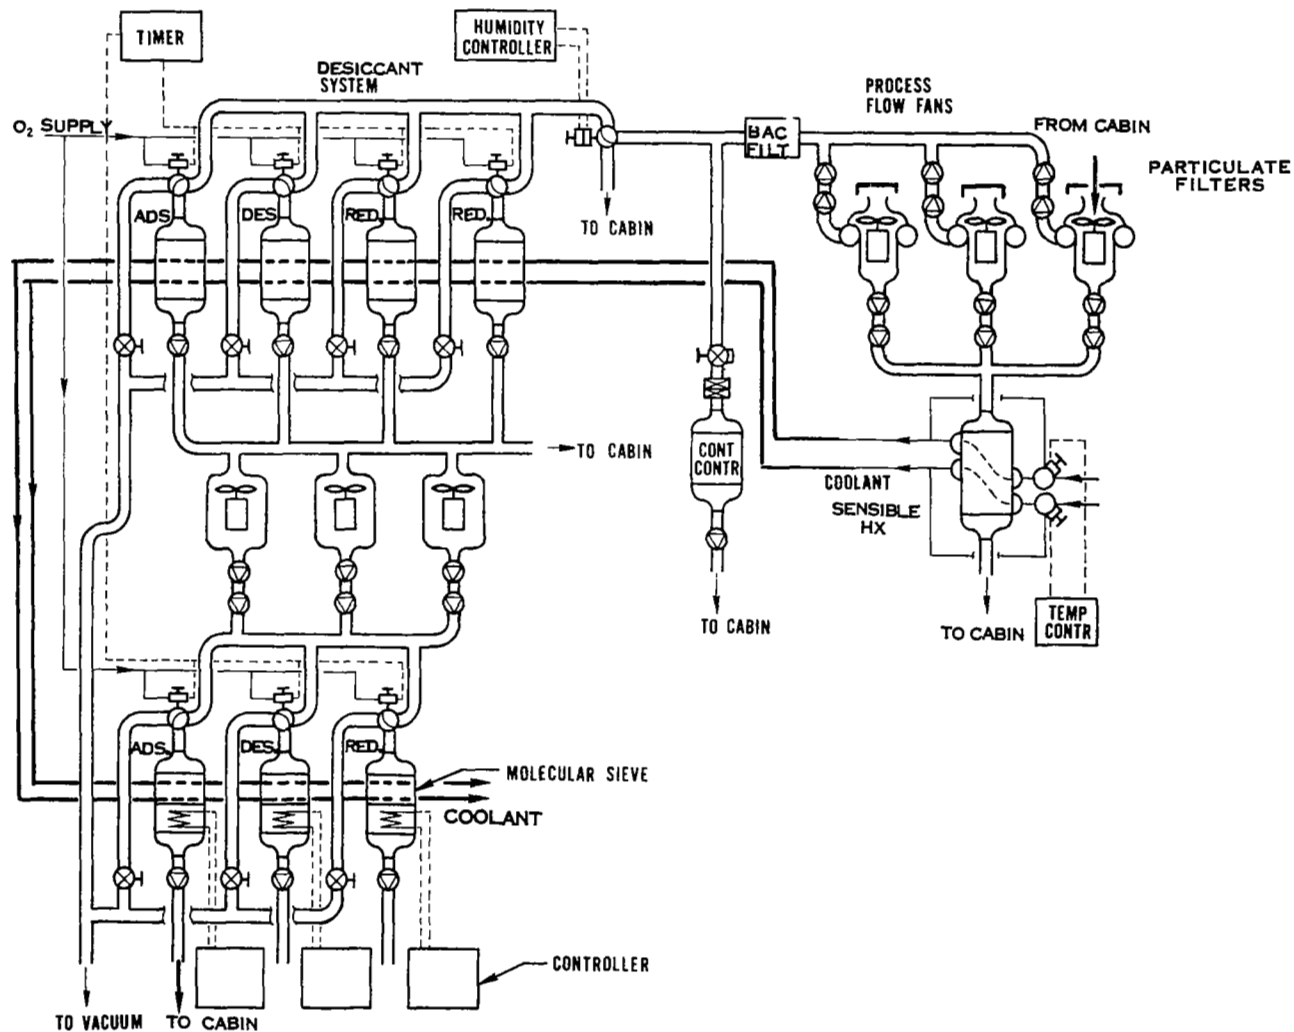 TIMER
HUMIDITY
CONTROLLER
DESICCANT
SYSTEM
PROCESS
FLOW FANS
O₂ SUPPLY
BAC
FILT
FROM CABIN
PARTICULATE
FILTERS
ADS
DES
RED.
RED.
TO CABIN
TO CABIN
CONT
CONTR
COOLANT
SENSIBLE
HX
TO CABIN
TO CABIN
TEMP
CONTR
ADS.
DES.
RED.
MOLECULAR SIEVE
COOLANT
CONTROLLER
TO VACUUM
TO CABIN